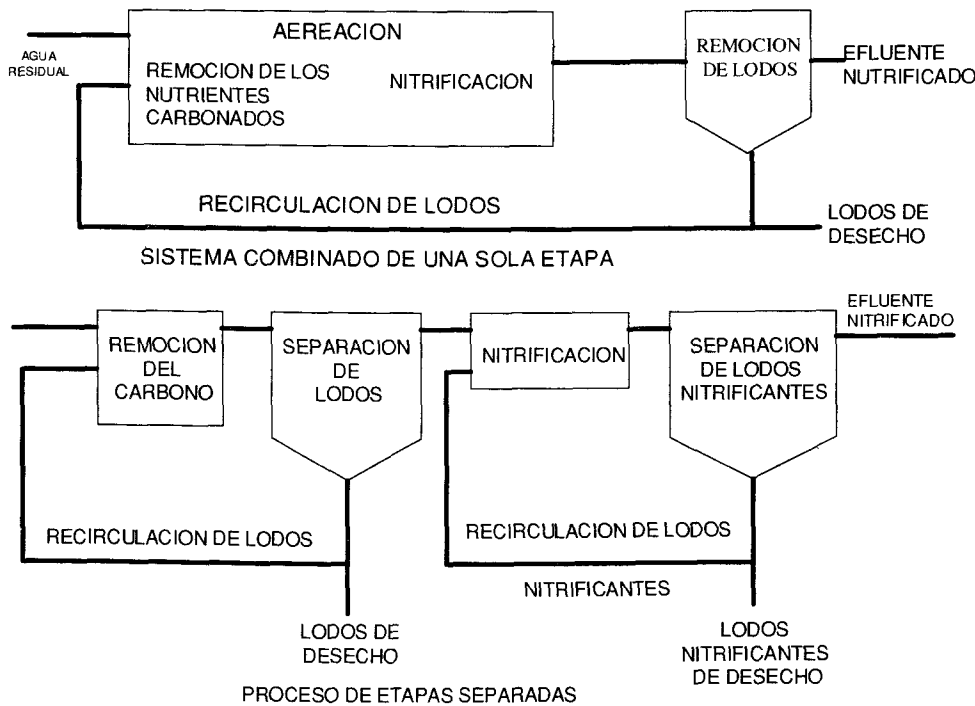 AEREACION
AGUA
RESIDUAL
REMOCION DE LOS
NUTRIENTES
CARBONADOS
NITRIFICACION
REMOCION
DE LODOS
EFLUENTE
NUTRIFICADO
RECIRCULACION DE LODOS
LODOS DE
DESECHO
SISTEMA COMBINADO DE UNA SOLA ETAPA
REMOCION
DEL
CARBONO
SEPARACION
DE
LODOS
NITRIFICACION
SEPARACION
DE LODOS
NITRIFICANTES
EFLUENTE
NITRIFICADO
RECIRCULACION DE LODOS
RECIRCULACION DE LODOS
NITRIFICANTES
LODOS DE
DESECHO
LODOS
NITRIFICANTES
DE DESECHO
PROCESO DE ETAPAS SEPARADAS